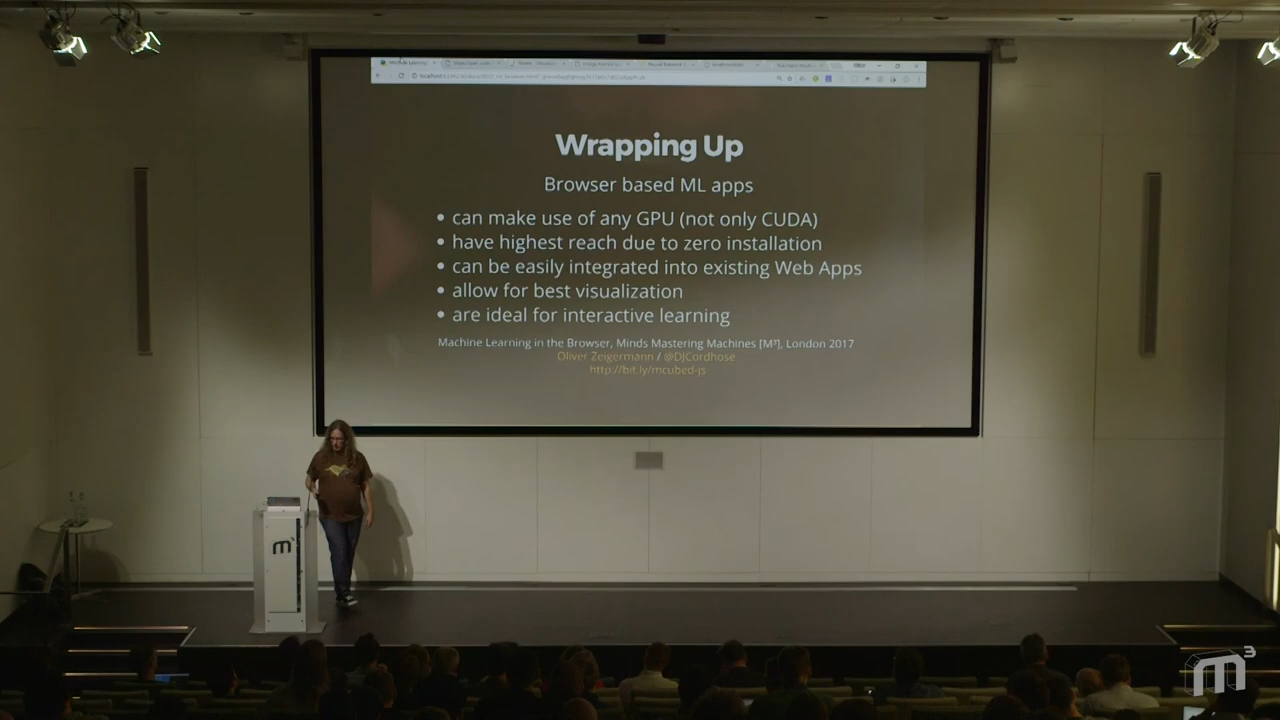 Wrapping Up
Browser based ML apps
• can make use of any GPU (not only CUDA)
• have highest reach due to zero installation
• can be easily integrated into existing Web Apps
• allow for best visualization
• are ideal for interactive learning
Machine Learning in the Browser, Minds Mastering Machines [M³], London 2017
Oliver Zeigermann / @DJCordhose
http://bit.ly/mcubed-js
m³
m³